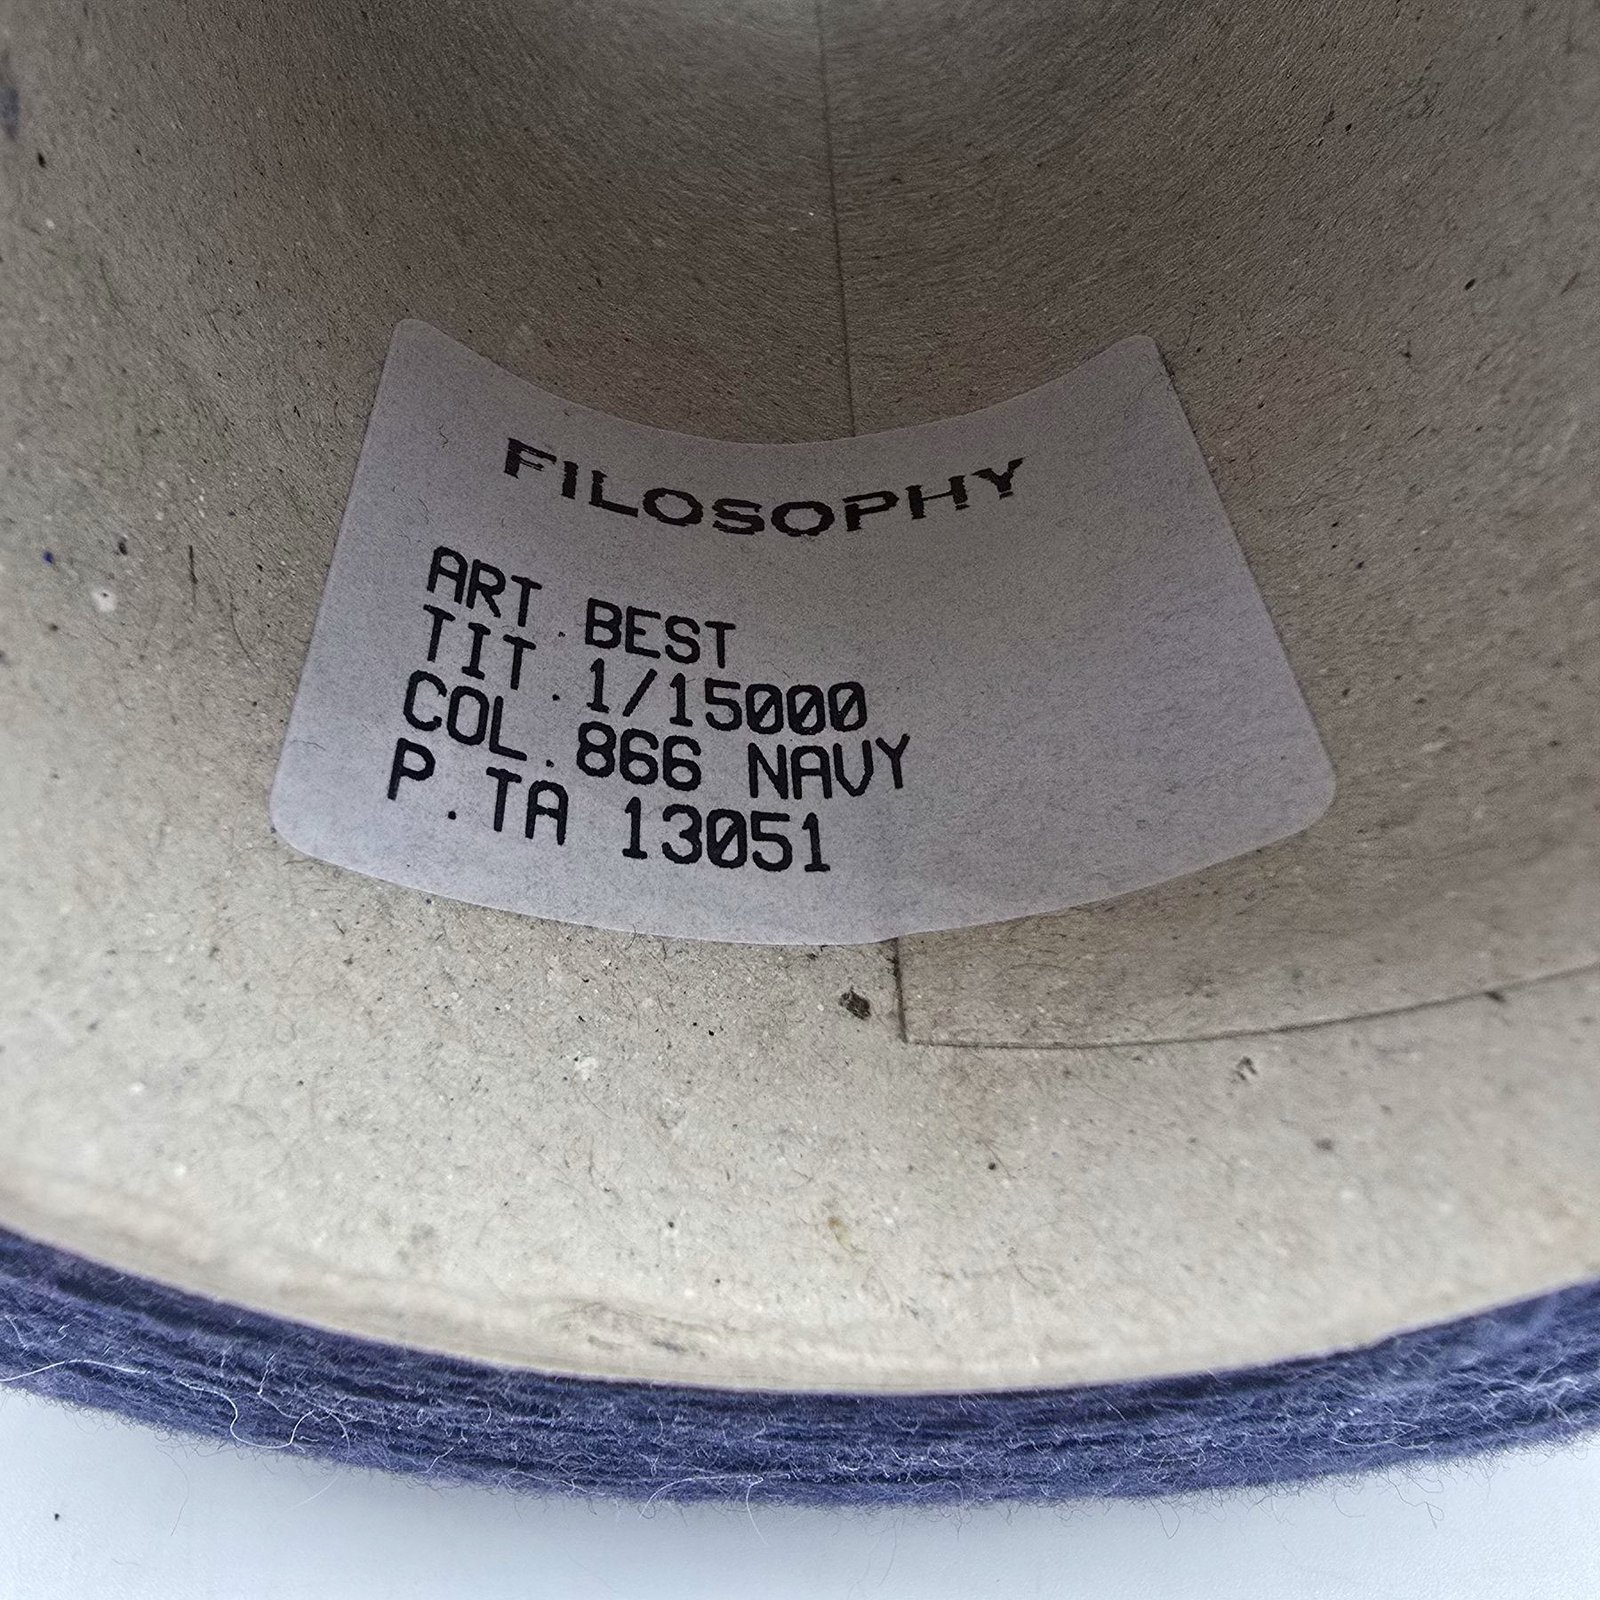 FILOSOPHY
ART.BEST
TIT.1/15000
COL.866 NAVY
P.TA 13051